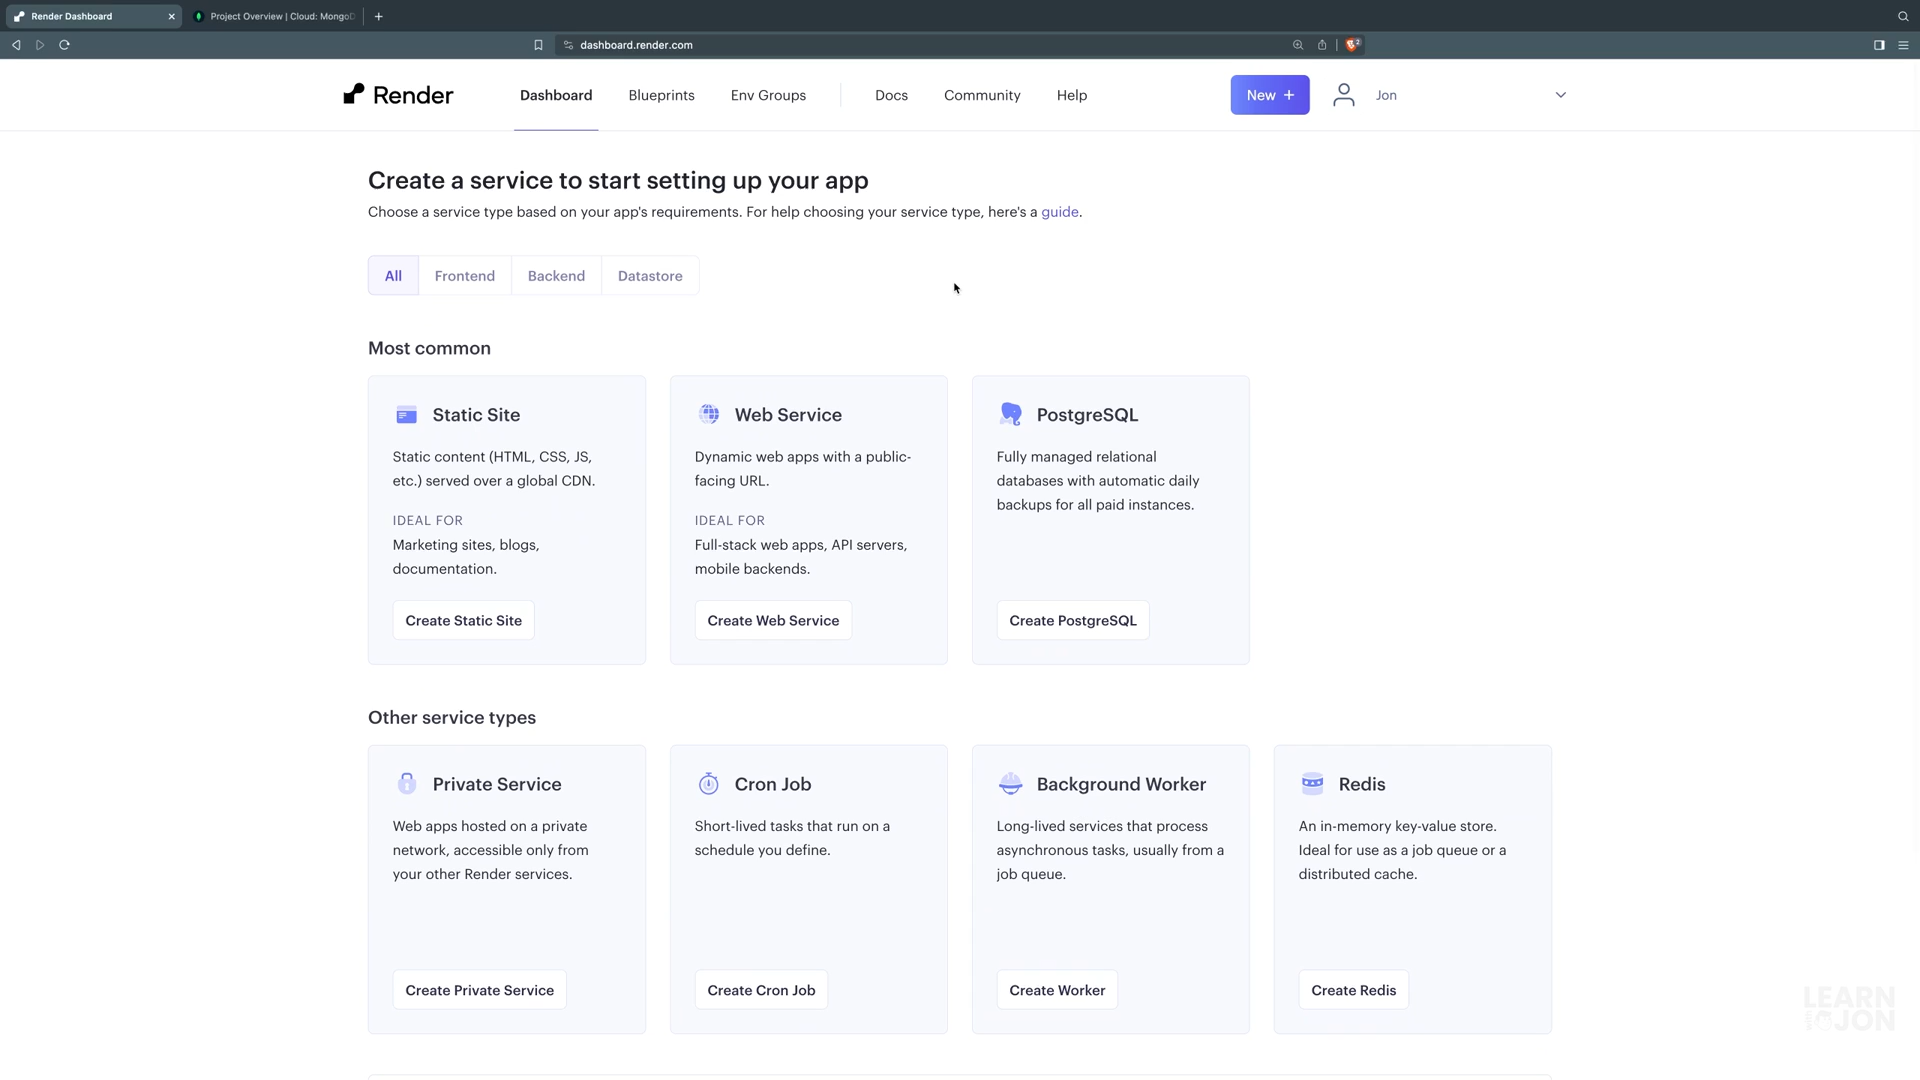 Render Dashboard
Project Overview | Cloud: MongoD
dashboard.render.com
2
Render
Dashboard
Blueprints
Env Groups
Docs
Community
Help
New +
Jon
Create a service to start setting up your app
Choose a service type based on your app's requirements. For help choosing your service type, here's a guide.
All
Frontend
Backend
Datastore
Most common
Static Site
Static content (HTML, CSS, JS,
etc.) served over a global CDN.
IDEAL FOR
Marketing sites, blogs,
documentation.
Create Static Site
Web Service
Dynamic web apps with a public-
facing URL.
IDEAL FOR
Full-stack web apps, API servers,
mobile backends.
Create Web Service
PostgreSQL
Fully managed relational
databases with automatic daily
backups for all paid instances.
Create PostgreSQL
Other service types
Private Service
Web apps hosted on a private
network, accessible only from
your other Render services.
Create Private Service
Cron Job
Short-lived tasks that run on a
schedule you define.
Create Cron Job
Background Worker
Long-lived services that process
asynchronous tasks, usually from a
job queue.
Create Worker
Redis
An in-memory key-value store.
Ideal for use as a job queue or a
distributed cache.
Create Redis
LEARN
JON